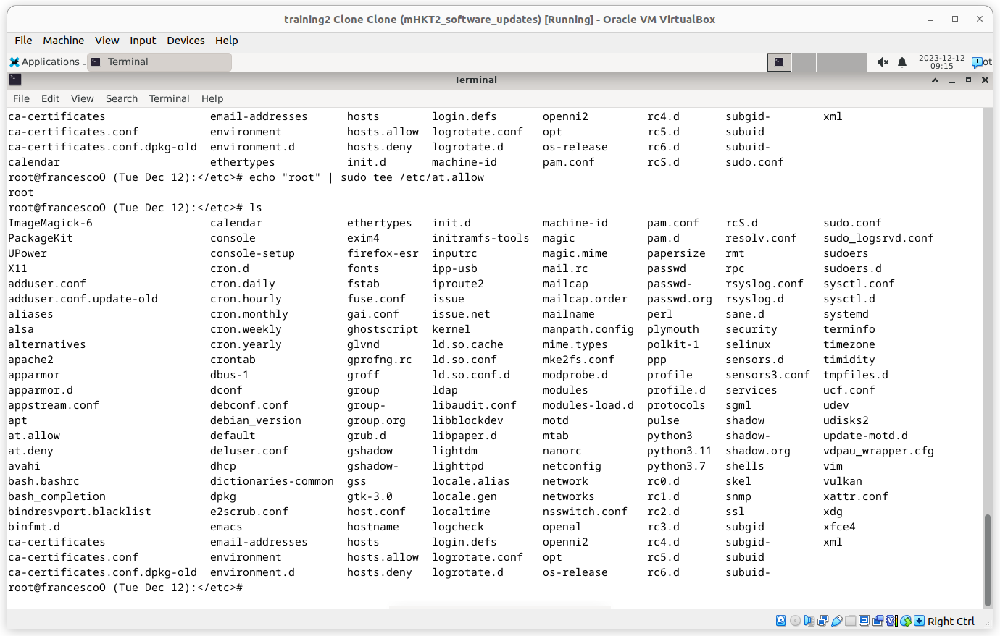 training2 Clone Clone (mHKT2_software_updates) [Running] - Oracle VM VirtualBox
File Machine View Input Devices Help
Applications Terminal 2023-12-12
09:15
ot
Terminal
File Edit View Search Terminal Help
ca-certificates email-addresses hosts login.defs openni2 rc4.d subgid- xml
ca-certificates.conf environment hosts.allow logrotate.conf opt rc5.d subuid
ca-certificates.conf.dpkg-old environment.d hosts.deny logrotate.d os-release rc6.d subuid-
calendar ethertypes init.d machine-id pam.conf rcS.d sudo.conf
root@francescoO (Tue Dec 12):</etc># echo "root" | sudo tee /etc/at.allow
root
root@francescoO (Tue Dec 12):</etc># ls
ImageMagick-6 calendar ethertypes init.d machine-id pam.conf rcS.d sudo.conf
PackageKit console exim4 initramfs-tools magic pam.d resolv.conf sudo_logsrvd.conf
UPower console-setup firefox-esr inputrc magic.mime papersize rmt sudoers
X11 cron.d fonts ipp-usb mail.rc passwd rpc sudoers.d
adduser.conf cron.daily fstab iproute2 mailcap passwd- rsyslog.conf sysctl.conf
adduser.conf.update-old cron.hourly fuse.conf issue mailcap.order passwd.org rsyslog.d sysctl.d
aliases cron.monthly gai.conf issue.net mailname perl sane.d systemd
alsa cron.weekly ghostscript kernel manpath.config plymouth security terminfo
alternatives cron.yearly glvnd ld.so.cache mime.types polkit-1 selinux timezone
apache2 crontab gprofng.rc ld.so.conf mke2fs.conf ppp sensors.d timidity
apparmor dbus-1 groff ld.so.conf.d modprobe.d profile sensors3.conf tmpfiles.d
apparmor.d dconf group ldap modules profile.d services ucf.conf
appstream.conf debconf.conf group- libaudit.conf modules-load.d protocols sgml udev
apt debian_version group.org libblockdev motd pulse shadow udisks2
at.allow default grub.d libpaper.d mtab python3 shadow- update-motd.d
at.deny deluser.conf gshadow lightdm nanorc python3.11 shadow.org vdpau_wrapper.cfg
avahi dhcp gshadow- lighttpd netconfig python3.7 shells vim
bash.bashrc dictionaries-common gss locale.alias network rc0.d skel vulkan
bash_completion dpkg gtk-3.0 locale.gen networks rc1.d snmp xattr.conf
bindresvport.blacklist e2scrub.conf host.conf localtime nsswitch.conf rc2.d ssl xdg
binfmt.d emacs hostname logcheck openal rc3.d subgid xfce4
ca-certificates email-addresses hosts login.defs openni2 rc4.d subgid- xml
ca-certificates.conf environment hosts.allow logrotate.conf opt rc5.d subuid
ca-certificates.conf.dpkg-old environment.d hosts.deny logrotate.d os-release rc6.d subuid-
root@francescoO (Tue Dec 12):</etc>#
Right Ctrl